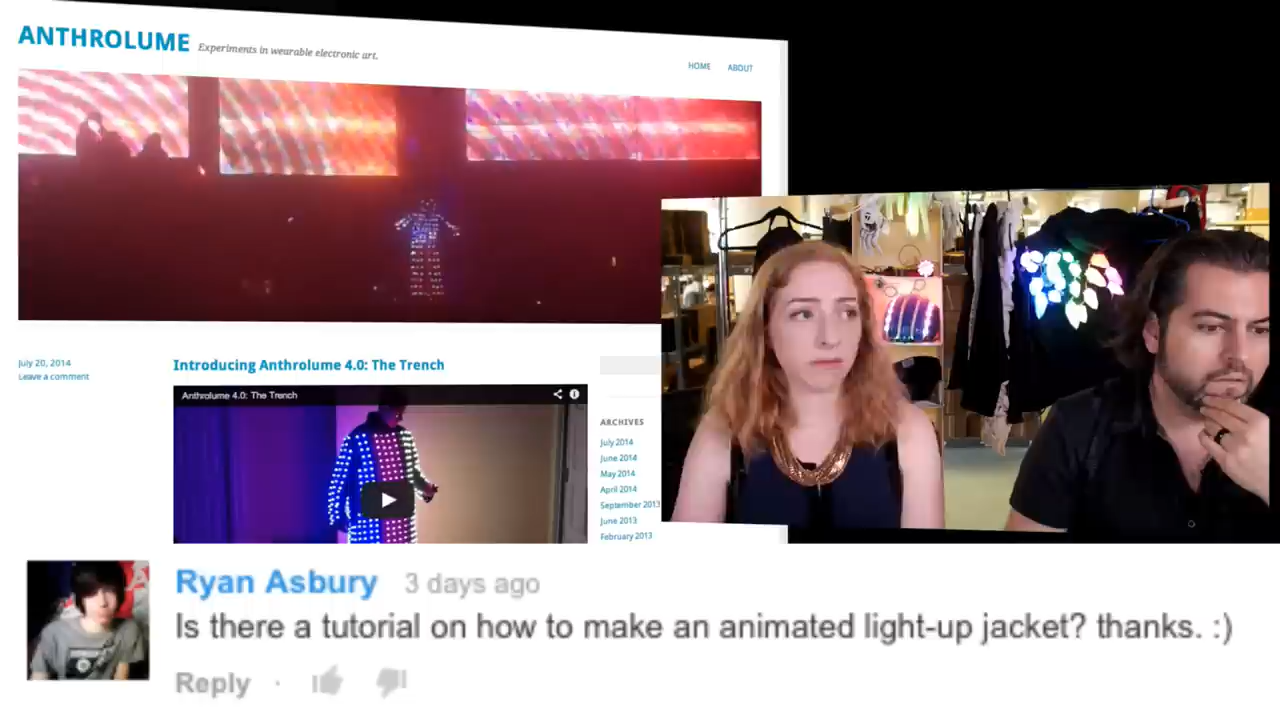 ANTHROLUME Experiments in wearable electronic art.
HOME ABOUT
July 20, 2014
Leave a comment
Introducing Anthrolume 4.0: The Trench
Anthrolume 4.0: The Trench
ARCHIVES
July 2014
June 2014
May 2014
April 2014
September 2013
June 2013
February 2013
Ryan Asbury 3 days ago
Is there a tutorial on how to make an animated light-up jacket? thanks. :)
Reply